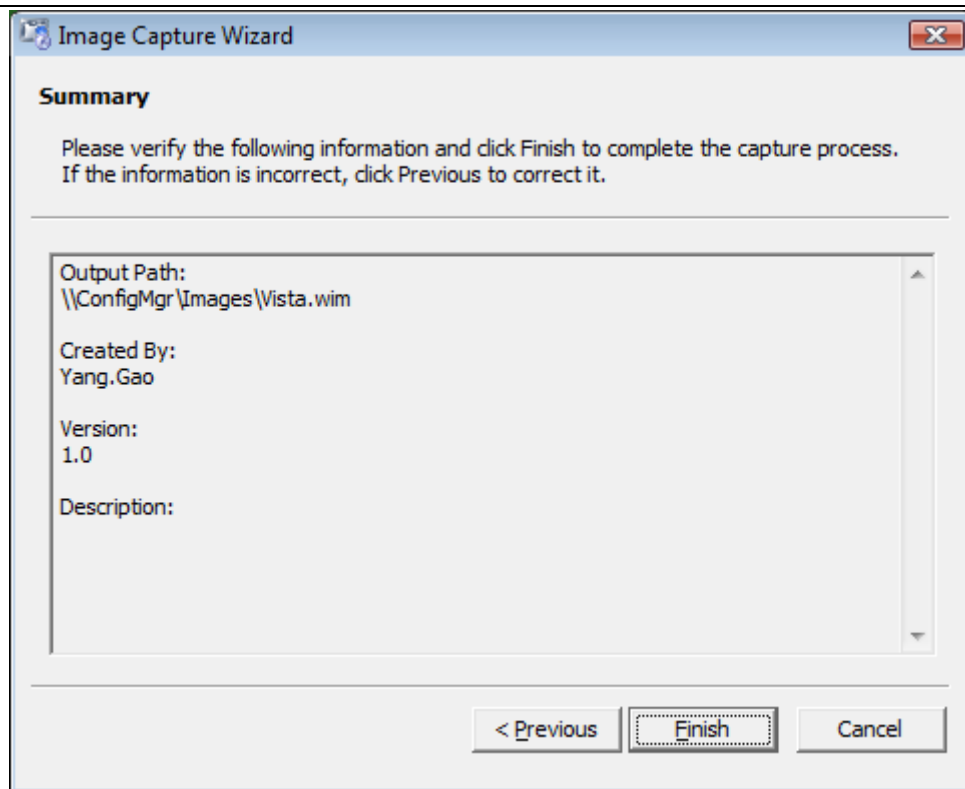 Image Capture Wizard
Summary
Please verify the following information and click Finish to complete the capture process.
If the information is incorrect, click Previous to correct it.
Output Path:
\\ConfigMgr\Images\Vista.wim
Created By:
Yang.Gao
Version:
1.0
Description:
< Previous
Finish
Cancel